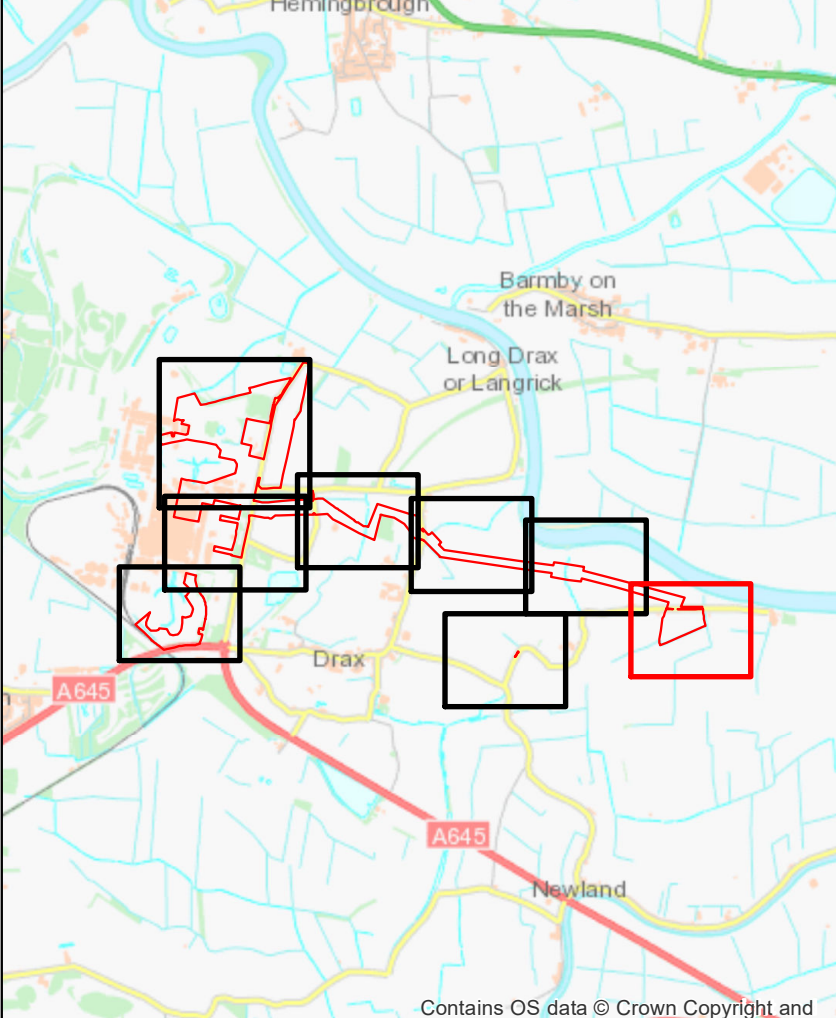 Hemingbrough
Barmby on
the Marsh
Long Drax
or Langrick
Drax
A645
A645
Newland
Contains OS data © Crown Copyright and